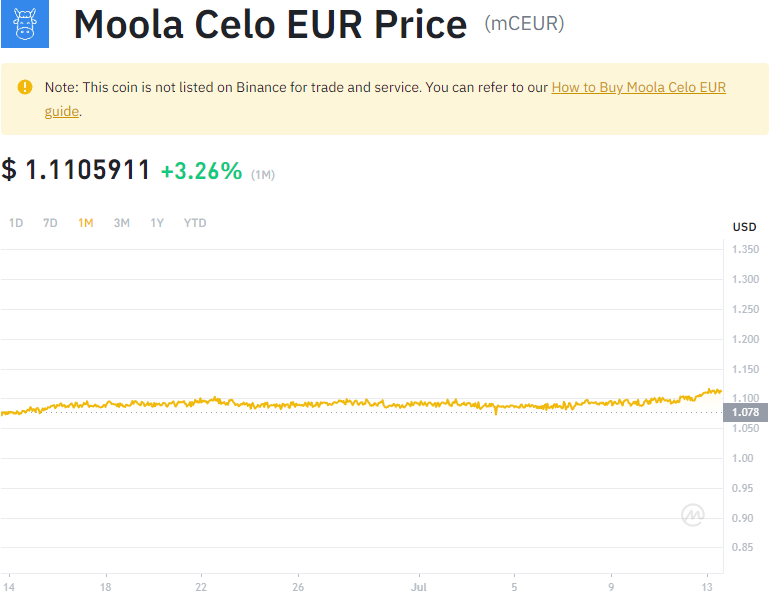 Moola Celo EUR Price (mCEUR)
Note: This coin is not listed on Binance for trade and service. You can refer to our How to Buy Moola Celo EUR
guide.
$ 1.1105911 +3.26% (1M)
1D 7D 1M 3M 1Y YTD
USD
1.350
1.300
1.250
1.200
1.150
1.100
1.078
1.050
1.00
0.95
0.90
0.85
14 18 22 26 Jul 5 9 13